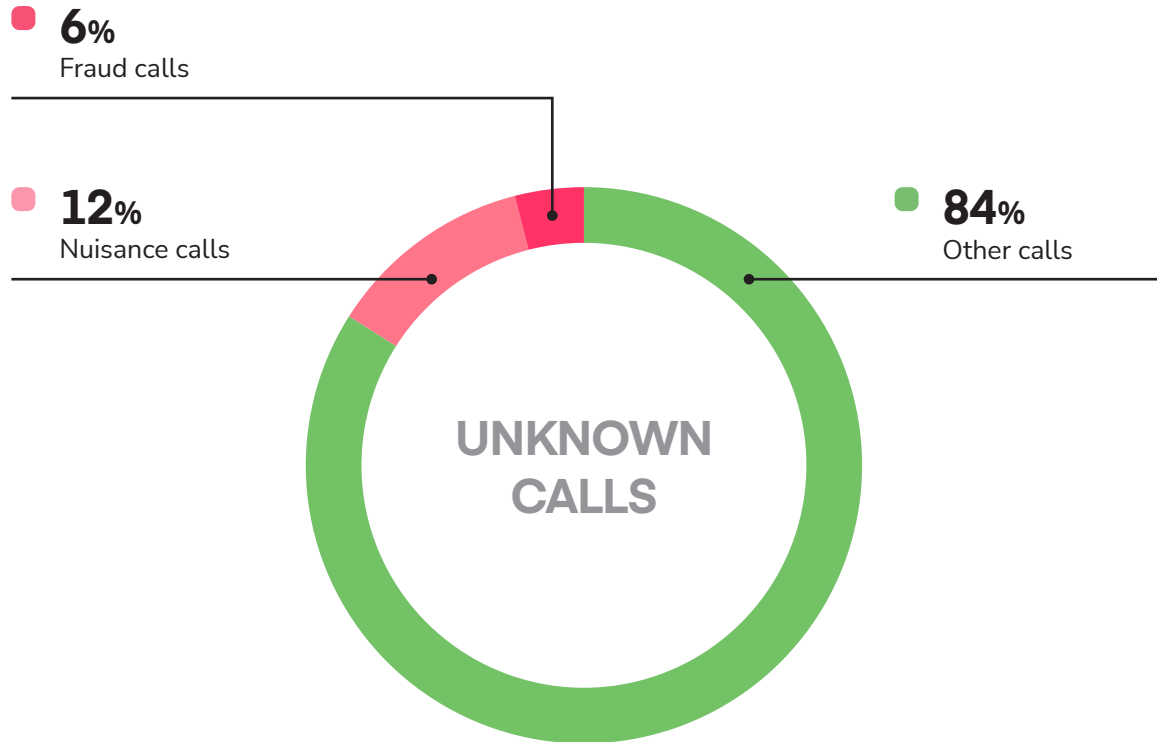 6%
Fraud calls
12%
Nuisance calls
84%
Other calls
UNKNOWN
CALLS